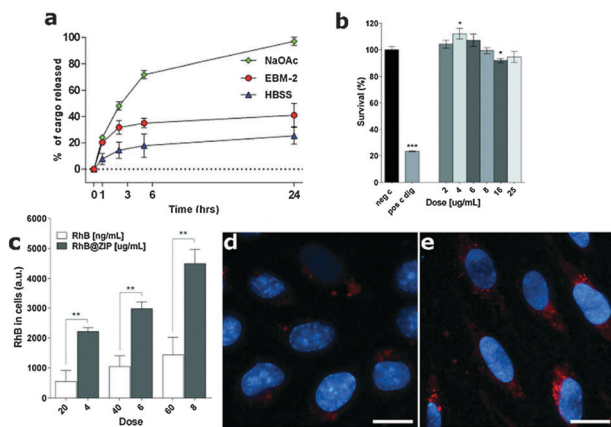 a
% of cargo released
100
80
60
40
20
0
NaOAc
EBM-2
HBSS
0 1 3 6 24
Time (hrs)
b
Survival (%)
120
100
80
60
40
20
0
*
*
***
neg c
pos c dig
2
4
6
8
16
25
Dose [ug/mL]
c
RhB in cells (a.u.)
6000
5000
4000
3000
2000
1000
0
RhB [ng/mL]
RhB@ZIP [ug/mL]
**
**
**
20 4 40 6 60 8
Dose
d
e